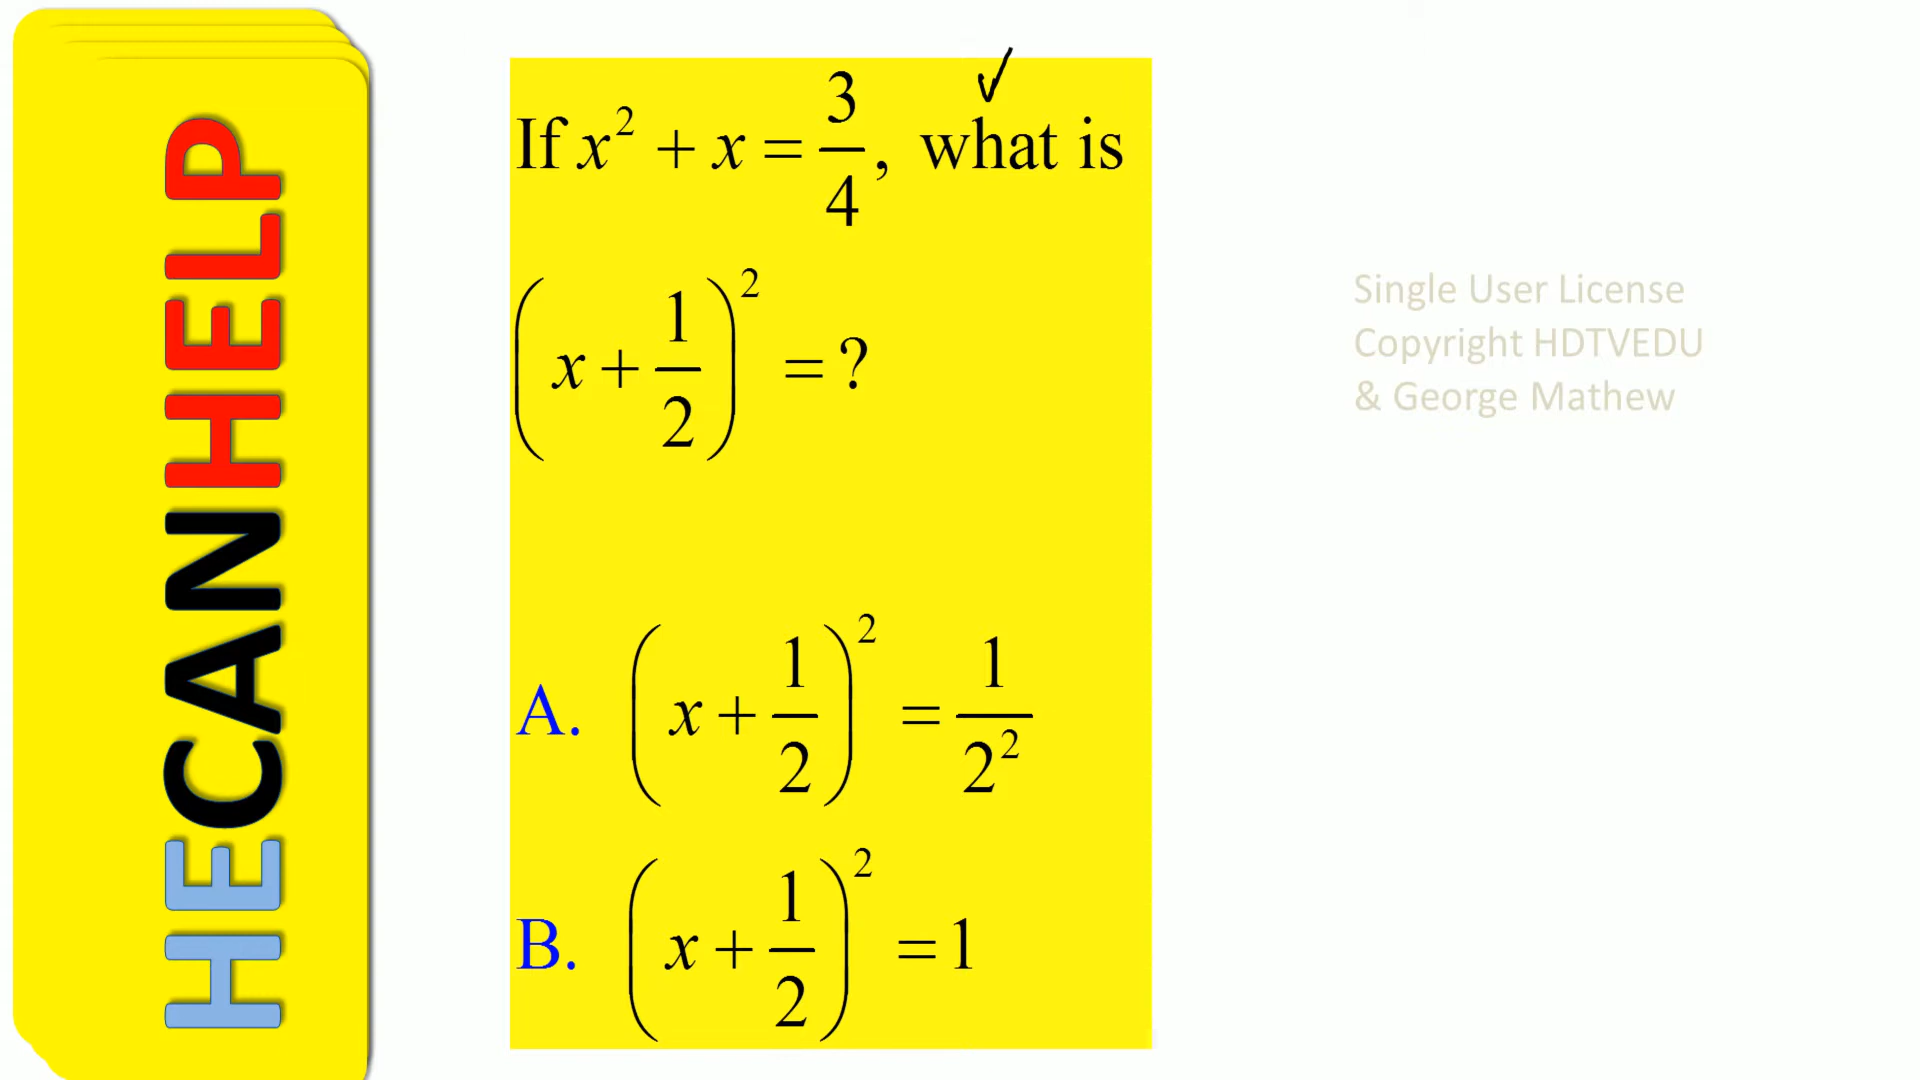 HECANHELP
If x² + x = 3/4, what is
(x + 1/2)² = ?
A. (x + 1/2)² = 1/2²
B. (x + 1/2)² = 1
Single User License
Copyright HDTVEDU
& George Mathew